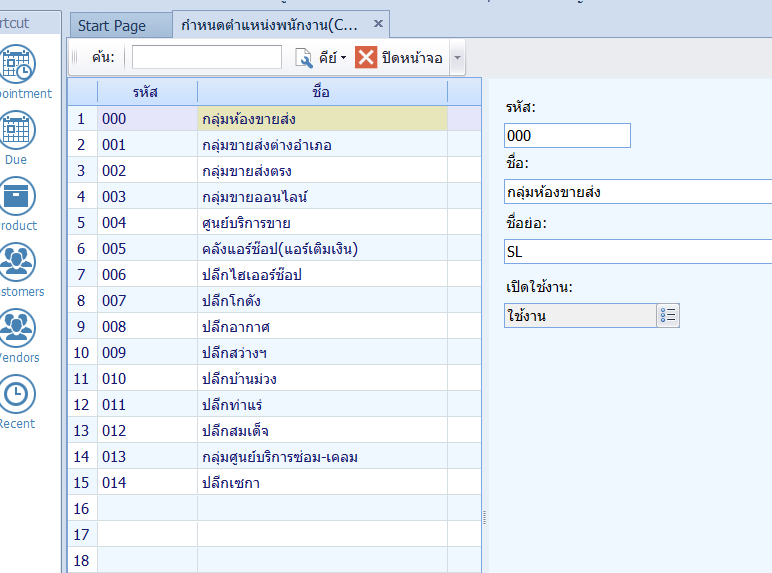 rtcut
Start Page
กำหนดตำแหน่งพนักงาน(C...
ค้น:
คีย์
ปิดหน้าจอ
ointment
Due
roduct
stomers
Vendors
Recent
รหัส ชื่อ
1 000 กลุ่มห้องขายส่ง
2 001 กลุ่มขายส่งต่างอำเภอ
3 002 กลุ่มขายส่งตรง
4 003 กลุ่มขายออนไลน์
5 004 ศูนย์บริการขาย
6 005 คลังแอร์ช๊อป(แอร์เติมเงิน)
7 006 ปลีกไฮเออร์ช๊อป
8 007 ปลีกโกดัง
9 008 ปลีกอากาศ
10 009 ปลีกสว่างฯ
11 010 ปลีกบ้านม่วง
12 011 ปลีกท่าแร่
13 012 ปลีกสมเด็จ
14 013 กลุ่มศูนย์บริการซ่อม-เคลม
15 014 ปลีกเซกา
16
17
18
รหัส:
000
ชื่อ:
กลุ่มห้องขายส่ง
ชื่อย่อ:
SL
เปิดใช้งาน:
ใช้งาน